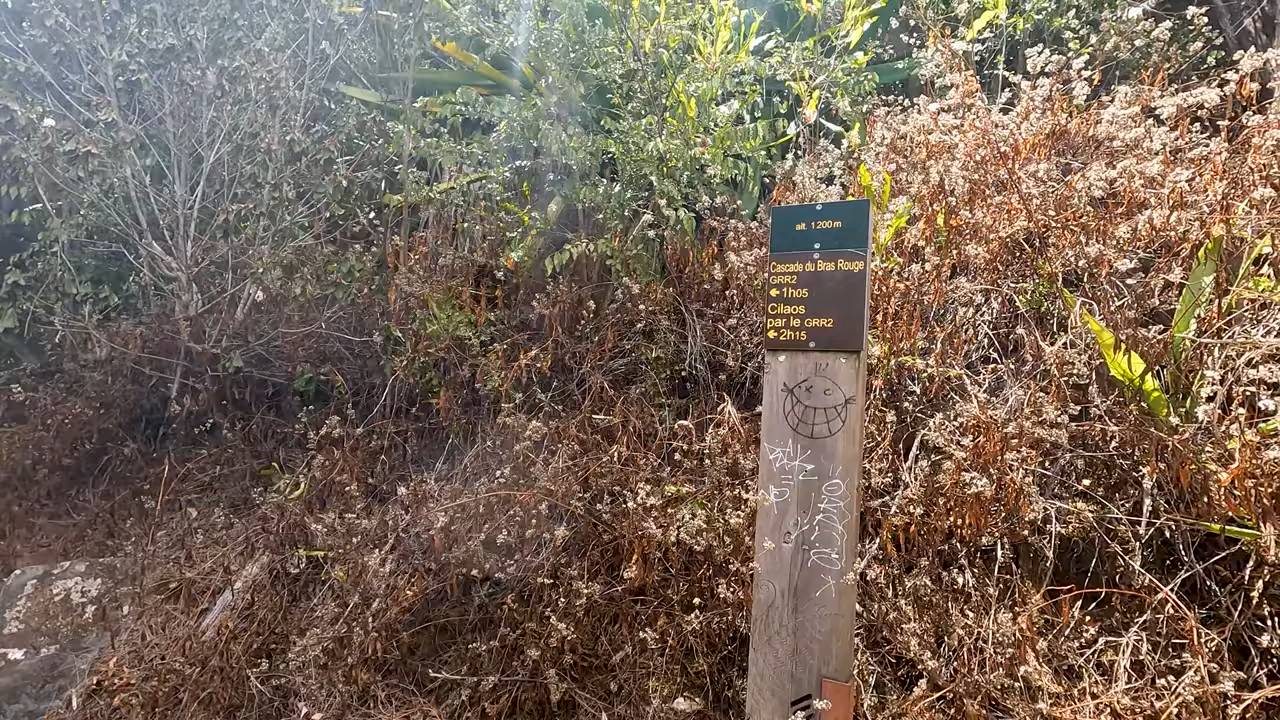 alt. 1200 m
Cascade du Bras Rouge
GRR2
← 1h05
Cilaos
par le GRR2
← 2h15